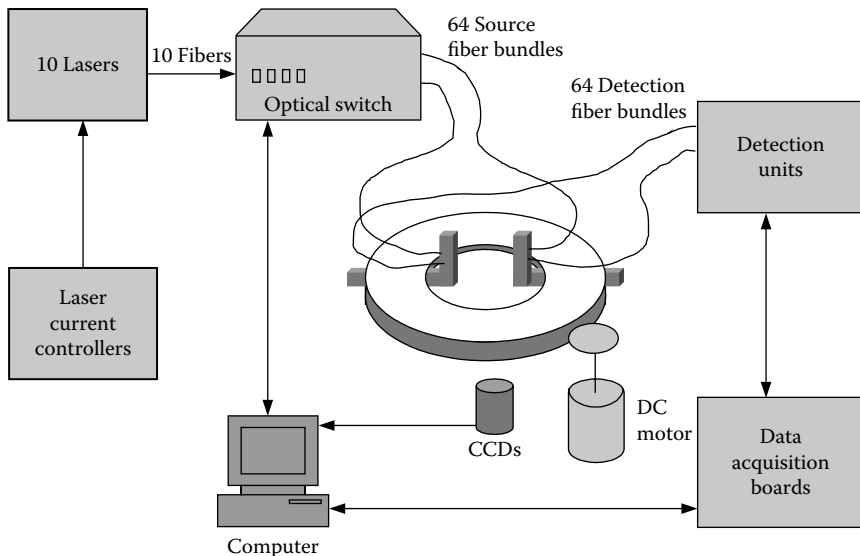 64 Source
fiber bundles
10 Lasers
10 Fibers
Optical switch
64 Detection
fiber bundles
Detection
units
Laser
current
controllers
DC
motor
CCDs
Data
acquisition
boards
Computer